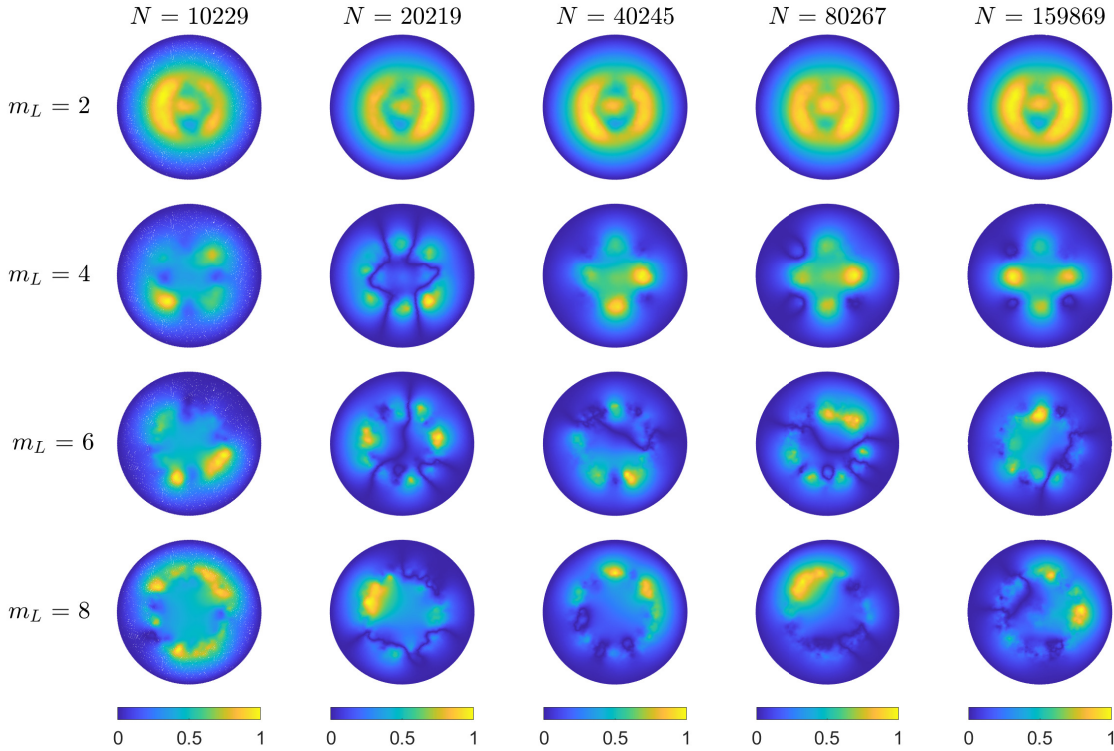 N = 10229 N = 20219 N = 40245 N = 80267 N = 159869
m_L = 2
m_L = 4
m_L = 6
m_L = 8
0 0.5 1 0 0.5 1 0 0.5 1 0 0.5 1 0 0.5 1